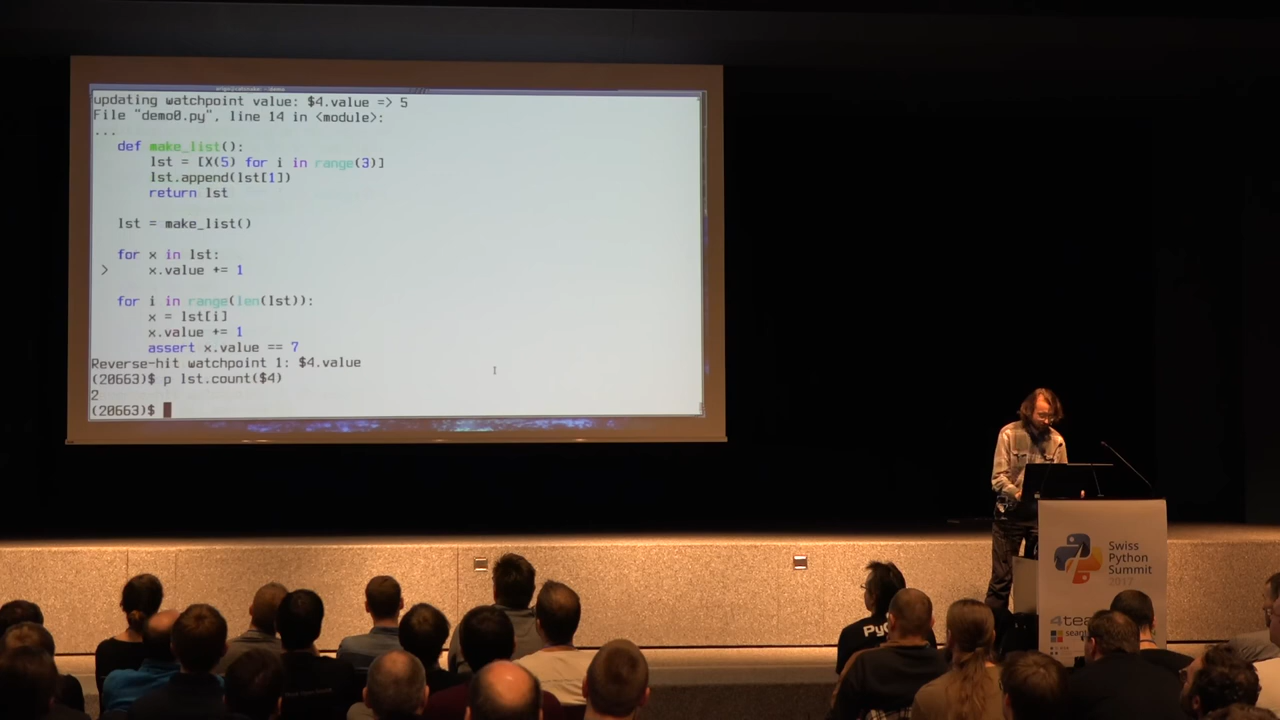 updating watchpoint value: $4.value => 5
File "demo0.py", line 14 in <module>:
...
def make_list():
lst = [X(5) for i in range(3)]
lst.append(lst[1])
return lst
lst = make_list()
for x in lst:
> x.value += 1
for i in range(len(lst)):
x = lst[i]
x.value += 1
assert x.value == 7
Reverse-hit watchpoint 1: $4.value
(20663)$ p lst.count($4)
2
(20663)$
Swiss
Python
Summit
2017